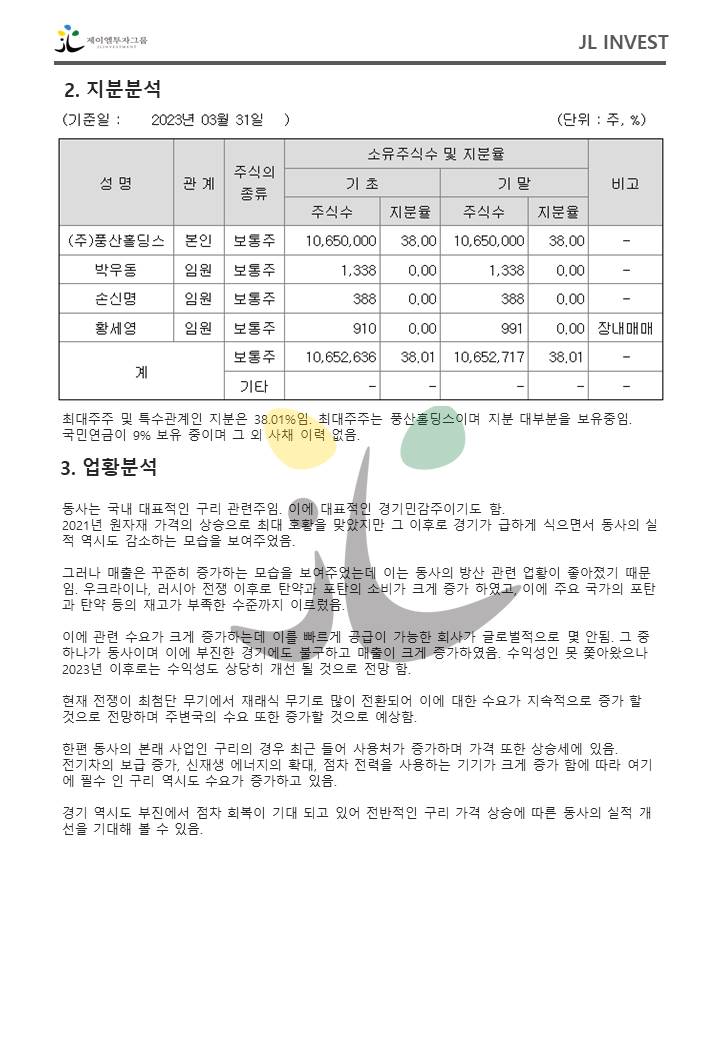 제이엘투자그룹
JLINVESTMENT
JL INVEST
2. 지분분석
(기준일 : 2023년 03월 31일 ) (단위 : 주, %)
성 명 관 계 주식의 종류 소유주식수 및 지분율 비고
기 초 기 말
주식수 지분율 주식수 지분율
(주)풍산홀딩스 본인 보통주 10,650,000 38.00 10,650,000 38.00 -
박우동 임원 보통주 1,338 0.00 1,338 0.00 -
손신명 임원 보통주 388 0.00 388 0.00 -
황세영 임원 보통주 910 0.00 991 0.00 장내매매
계 보통주 10,652,636 38.01 10,652,717 38.01 -
기타 - - - - -
최대주주 및 특수관계인 지분은 38.01%임. 최대주주는 풍산홀딩스이며 지분 대부분을 보유중임.
국민연금이 9% 보유 중이며 그 외 사채 이력 없음.
3. 업황분석
동사는 국내 대표적인 구리 관련주임. 이에 대표적인 경기민감주이기도 함.
2021년 원자재 가격의 상승으로 최대 호황을 맞았지만 그 이후로 경기가 급하게 식으면서 동사의 실
적 역시도 감소하는 모습을 보여주었음.
그러나 매출은 꾸준히 증가하는 모습을 보여주었는데 이는 동사의 방산 관련 업황이 좋아졌기 때문
임. 우크라이나, 러시아 전쟁 이후로 탄약과 포탄의 소비가 크게 증가 하였고 이에 주요 국가의 포탄
과 탄약 등의 재고가 부족한 수준까지 이르렀음.
이에 관련 수요가 크게 증가하는데 이를 빠르게 공급이 가능한 회사가 글로벌적으로 몇 안됨. 그 중
하나가 동사이며 이에 부진한 경기에도 불구하고 매출이 크게 증가하였음. 수익성인 못 쫓아왔으나
2023년 이후로는 수익성도 상당히 개선 될 것으로 전망 함.
현재 전쟁이 최첨단 무기에서 재래식 무기로 많이 전환되어 이에 대한 수요가 지속적으로 증가 할
것으로 전망하며 주변국의 수요 또한 증가할 것으로 예상함.
한편 동사의 본래 사업인 구리의 경우 최근 들어 사용처가 증가하며 가격 또한 상승세에 있음.
전기차의 보급 증가, 신재생 에너지의 확대, 점차 전력을 사용하는 기기가 크게 증가 함에 따라 여기
에 필수 인 구리 역시도 수요가 증가하고 있음.
경기 역시도 부진에서 점차 회복이 기대 되고 있어 전반적인 구리 가격 상승에 따른 동사의 실적 개
선을 기대해 볼 수 있음.